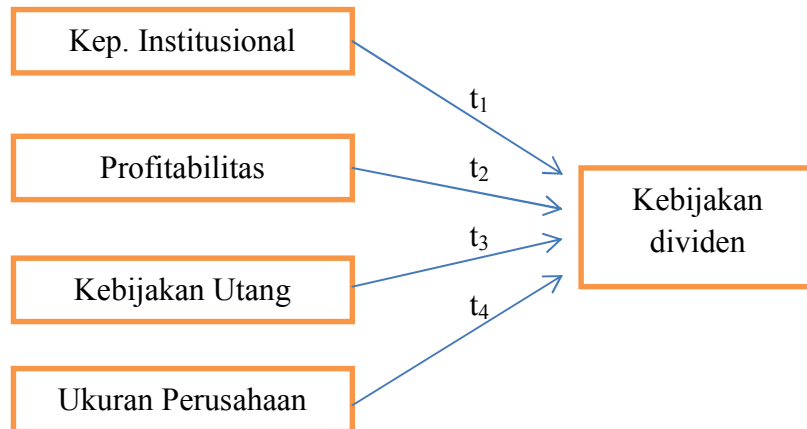 Kep. Institusional
t₁
Profitabilitas
t₂
Kebijakan
dividen
t₃
Kebijakan Utang
t₄
Ukuran Perusahaan